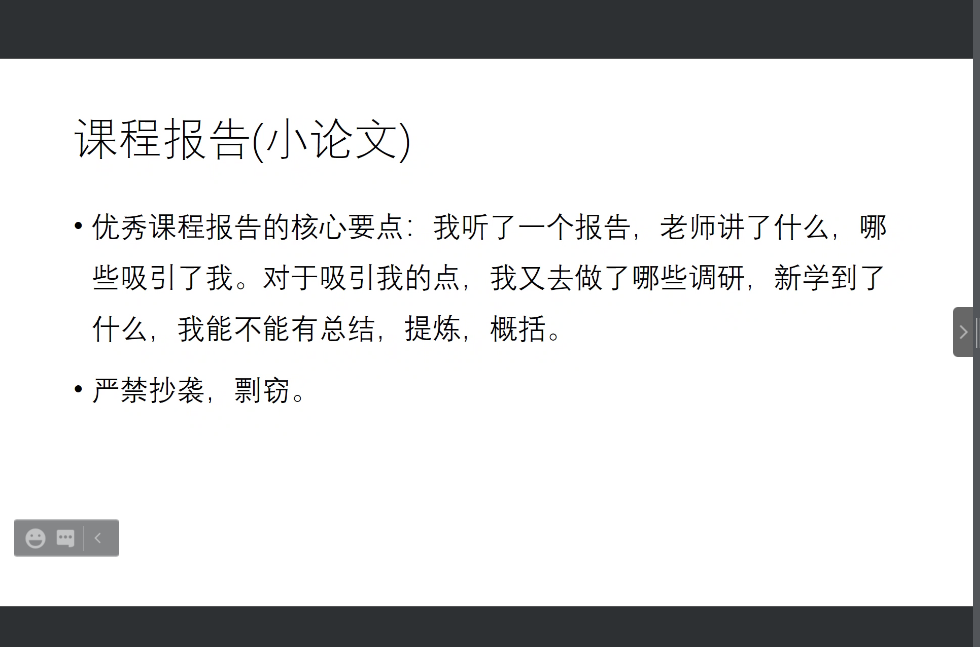 课程报告(小论文)
• 优秀课程报告的核心要点：我听了一个报告，老师讲了什么，哪
些吸引了我。对于吸引我的点，我又去做了哪些调研，新学到了
什么，我能不能有总结，提炼，概括。
• 严禁抄袭，剽窃。